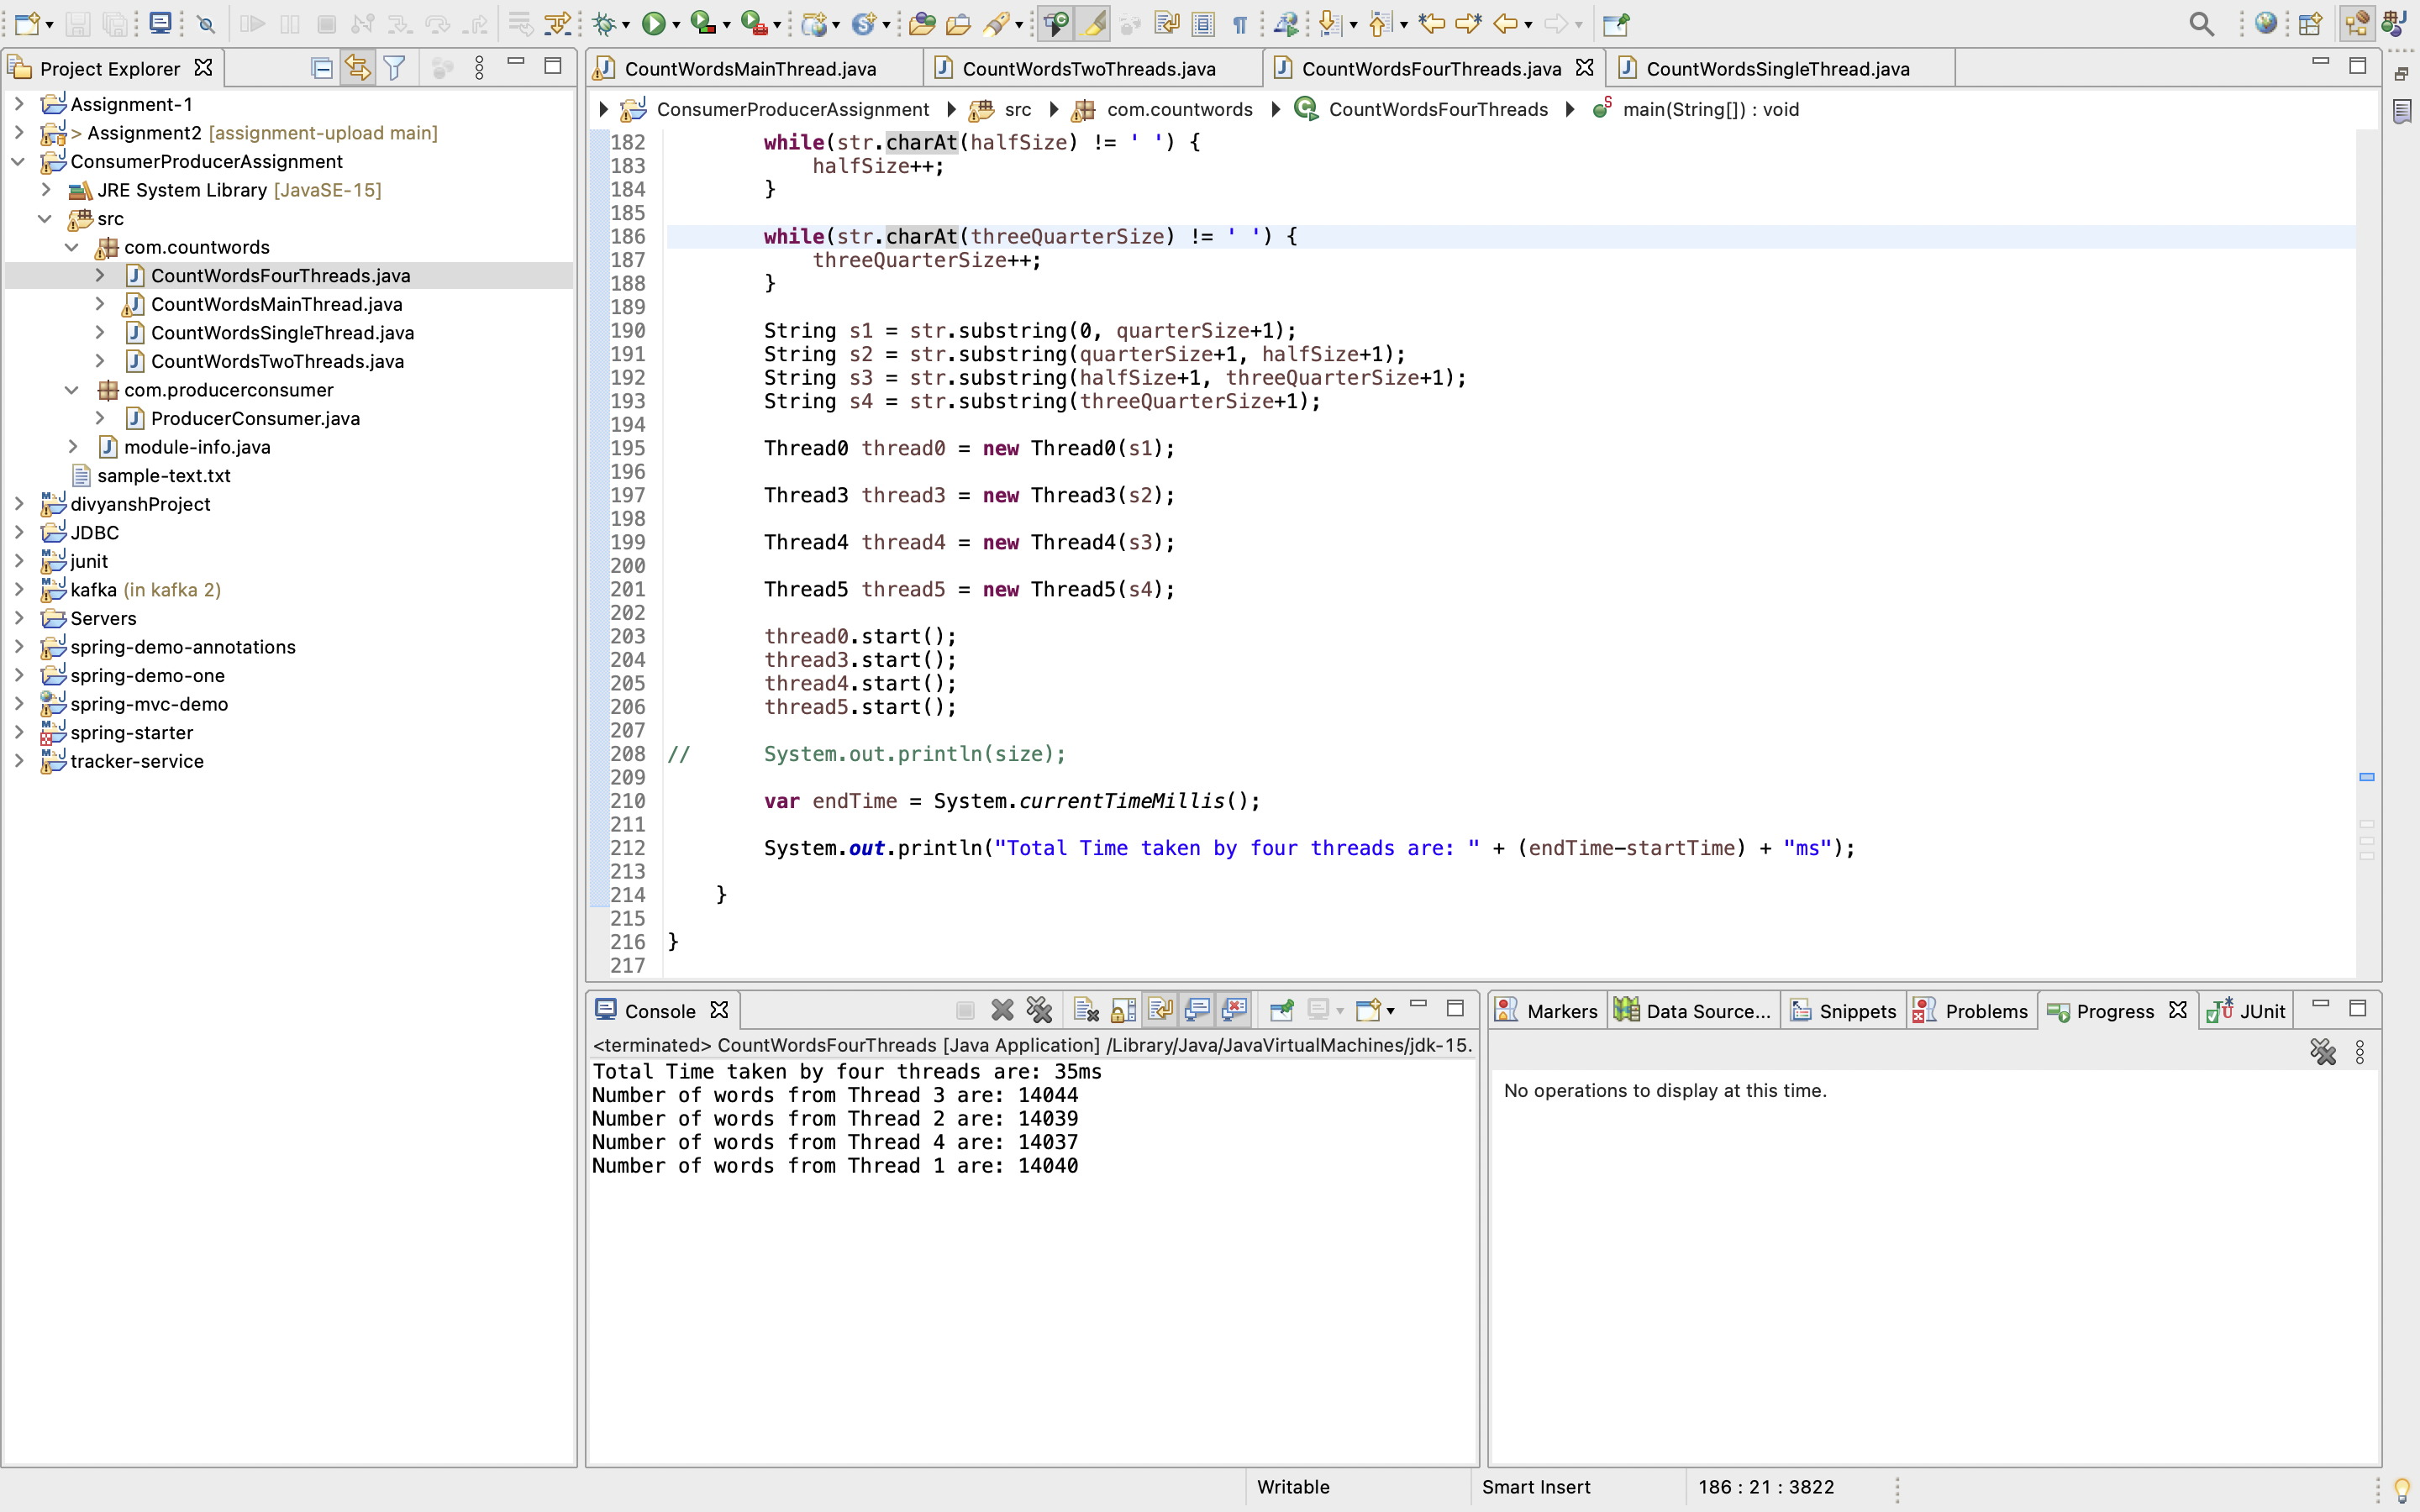 Project Explorer
Assignment-1
> Assignment2 [assignment-upload main]
ConsumerProducerAssignment
JRE System Library [JavaSE-15]
src
com.countwords
CountWordsFourThreads.java
CountWordsMainThread.java
CountWordsSingleThread.java
CountWordsTwoThreads.java
com.producerconsumer
ProducerConsumer.java
module-info.java
sample-text.txt
divyanshProject
JDBC
junit
kafka (in kafka 2)
Servers
spring-demo-annotations
spring-demo-one
spring-mvc-demo
spring-starter
tracker-service
CountWordsMainThread.java
CountWordsTwoThreads.java
CountWordsFourThreads.java
CountWordsSingleThread.java
ConsumerProducerAssignment src com.countwords CountWordsFourThreads main(String[]) : void
182 while(str.charAt(halfSize) != ' ') {
183 halfSize++;
184 }
185
186 while(str.charAt(threeQuarterSize) != ' ') {
187 threeQuarterSize++;
188 }
189
190 String s1 = str.substring(0, quarterSize+1);
191 String s2 = str.substring(quarterSize+1, halfSize+1);
192 String s3 = str.substring(halfSize+1, threeQuarterSize+1);
193 String s4 = str.substring(threeQuarterSize+1);
194
195 Thread0 thread0 = new Thread0(s1);
196
197 Thread3 thread3 = new Thread3(s2);
198
199 Thread4 thread4 = new Thread4(s3);
200
201 Thread5 thread5 = new Thread5(s4);
202
203 thread0.start();
204 thread3.start();
205 thread4.start();
206 thread5.start();
207
208 // System.out.println(size);
209
210 var endTime = System.currentTimeMillis();
211
212 System.out.println("Total Time taken by four threads are: " + (endTime-startTime) + "ms");
213
214 }
215
216 }
217
Console
<terminated> CountWordsFourThreads [Java Application] /Library/Java/JavaVirtualMachines/jdk-15.
Total Time taken by four threads are: 35ms
Number of words from Thread 3 are: 14044
Number of words from Thread 2 are: 14039
Number of words from Thread 4 are: 14037
Number of words from Thread 1 are: 14040
Markers
Data Source...
Snippets
Problems
Progress
JUnit
No operations to display at this time.
Writable
Smart Insert
186 : 21 : 3822